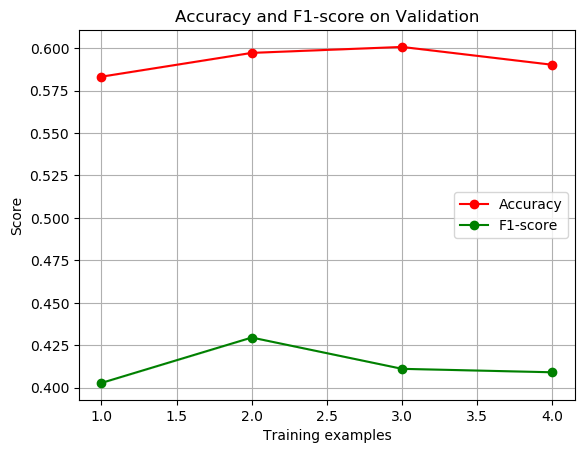 Accuracy and F1-score on Validation
0.600
0.575
0.550
0.525
0.500
0.475
0.450
0.425
0.400
Score
Accuracy
F1-score
1.0 1.5 2.0 2.5 3.0 3.5 4.0
Training examples